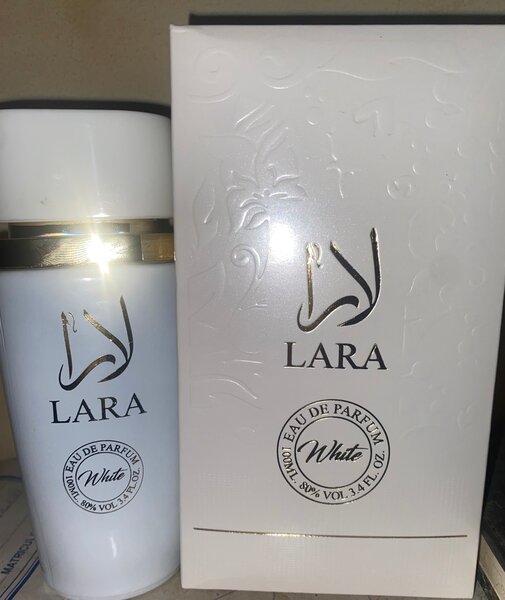 لارا
LARA
EAU DE PARFUM
White
100ML. 80% VOL 3.4 FL. OZ.
لارا
LARA
EAU DE PARFUM
White
100ML. 80% VOL 3.4 FL. OZ.
MATRICUL